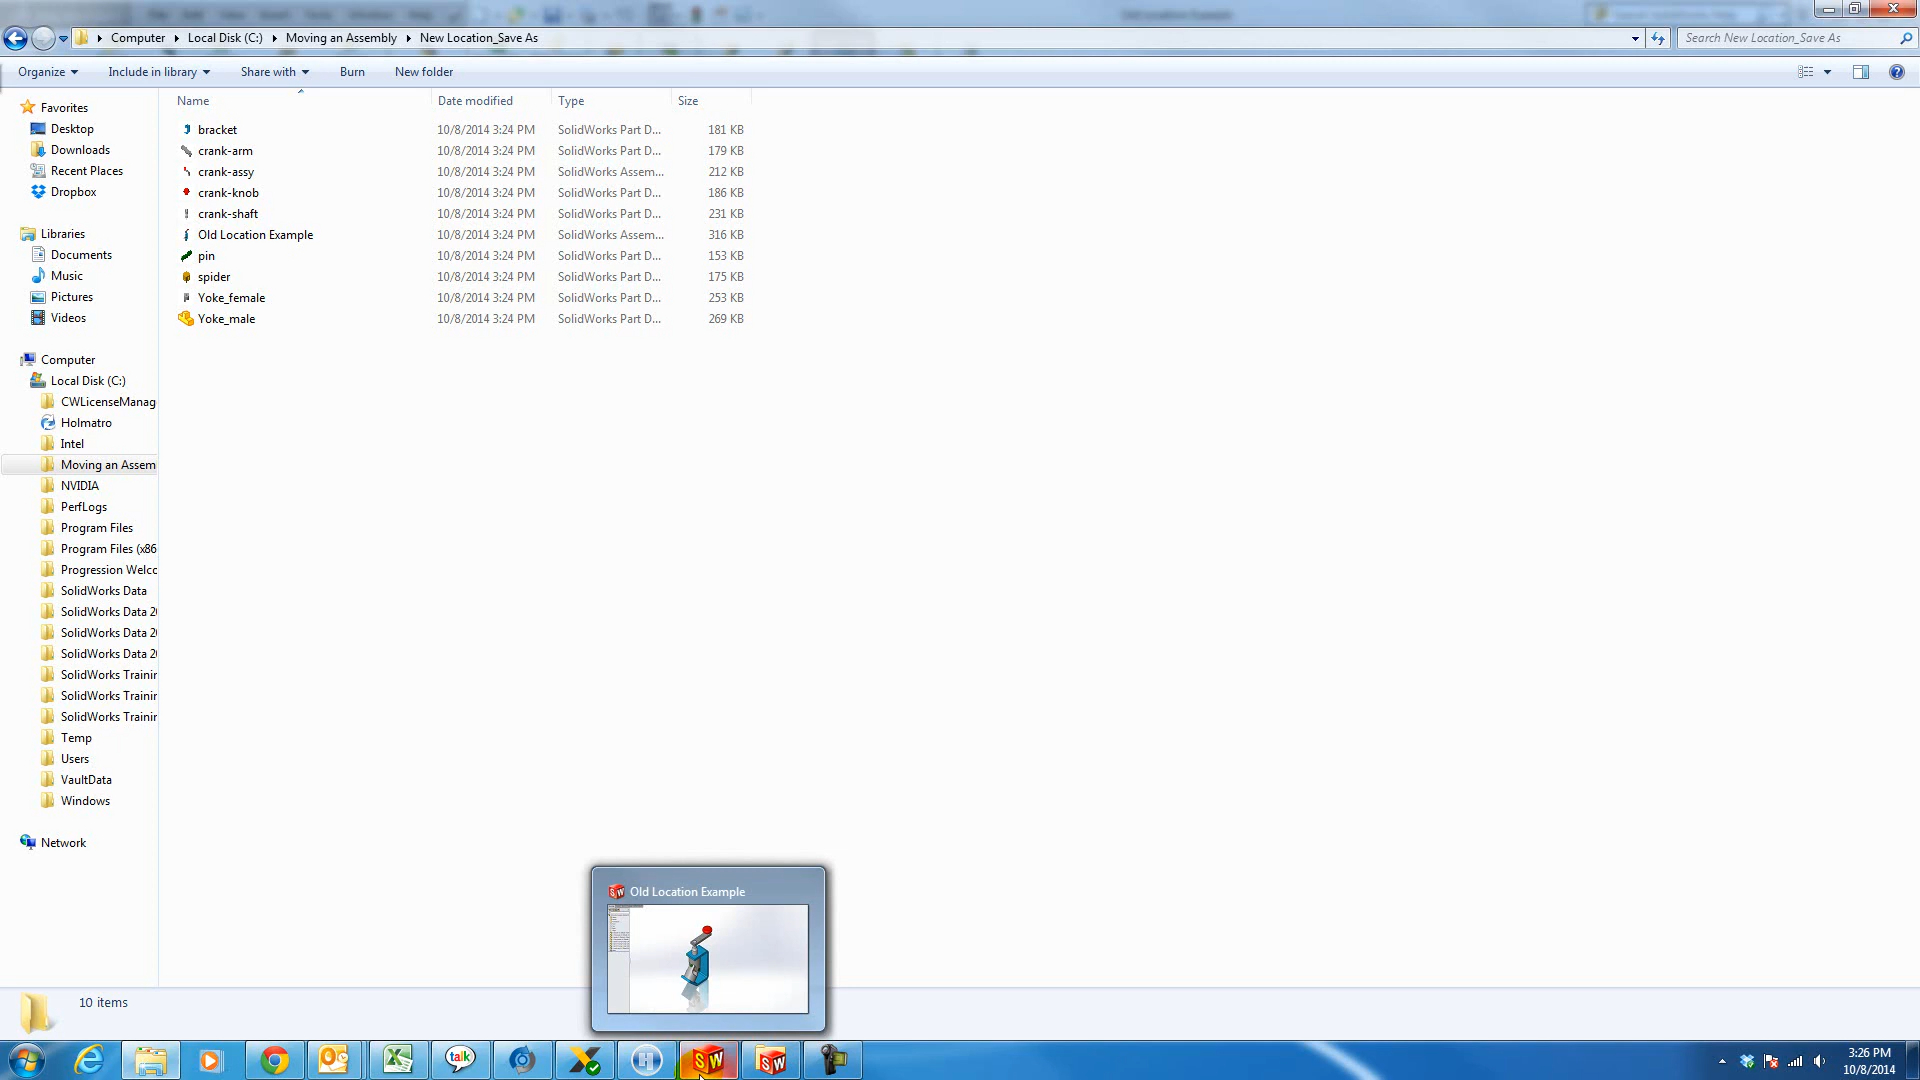 Computer Local Disk (C:) Moving an Assembly New Location_Save As
Search New Location_Save As
Organize Include in library Share with Burn New folder
Name Date modified Type Size
bracket 10/8/2014 3:24 PM SolidWorks Part D... 181 KB
crank-arm 10/8/2014 3:24 PM SolidWorks Part D... 179 KB
crank-assy 10/8/2014 3:24 PM SolidWorks Assem... 212 KB
crank-knob 10/8/2014 3:24 PM SolidWorks Part D... 186 KB
crank-shaft 10/8/2014 3:24 PM SolidWorks Part D... 231 KB
Old Location Example 10/8/2014 3:24 PM SolidWorks Assem... 316 KB
pin 10/8/2014 3:24 PM SolidWorks Part D... 153 KB
spider 10/8/2014 3:24 PM SolidWorks Part D... 175 KB
Yoke_female 10/8/2014 3:24 PM SolidWorks Part D... 253 KB
Yoke_male 10/8/2014 3:24 PM SolidWorks Part D... 269 KB
Favorites
Desktop
Downloads
Recent Places
Dropbox
Libraries
Documents
Music
Pictures
Videos
Computer
Local Disk (C:)
CWLicenseManag
Holmatro
Intel
Moving an Assem
NVIDIA
PerfLogs
Program Files
Program Files (x86
Progression Welco
SolidWorks Data
SolidWorks Data 20
SolidWorks Data 20
SolidWorks Data 20
SolidWorks Trainin
SolidWorks Trainin
SolidWorks Trainin
Temp
Users
VaultData
Windows
Network
Old Location Example
10 items
talk
3:26 PM
10/8/2014